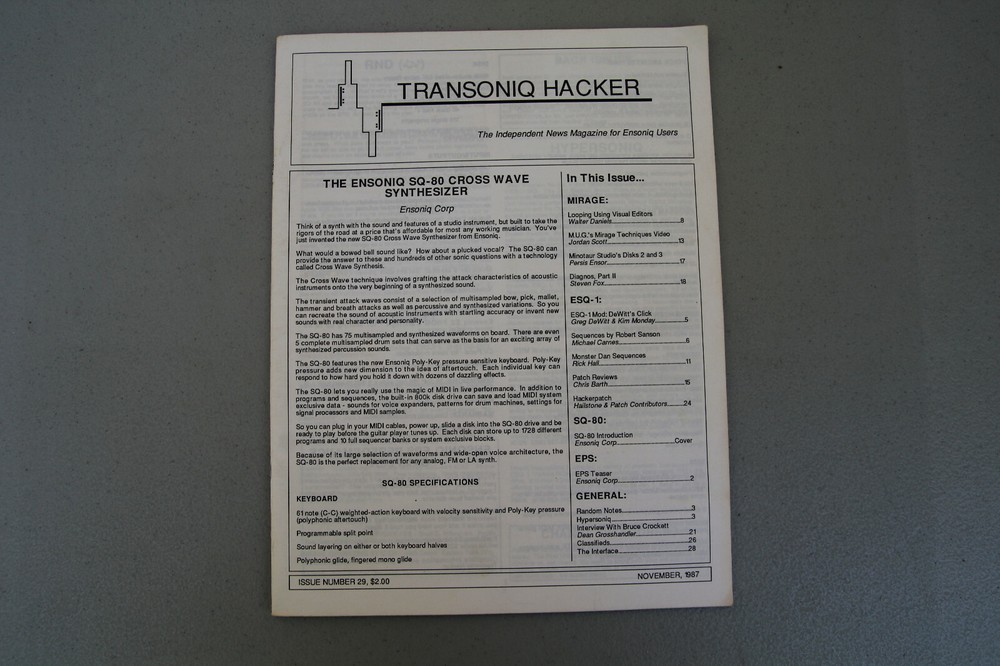 TRANSONIQ HACKER
The Independent News Magazine for Ensoniq Users
THE ENSONIQ SQ-80 CROSS WAVE
SYNTHESIZER
Ensoniq Corp
Think of a synth with the sound and features of a studio instrument, but built to take the
rigors of the road at a price that's affordable for most any working musician. You've
just invented the new SQ-80 Cross Wave Synthesizer from Ensoniq.
What would a bowed bell sound like? How about a plucked vocal? The SQ-80 can
provide the answer to these and hundreds of other sonic questions with a technology
called Cross Wave Synthesis.
The Cross Wave technique involves grafting the attack characteristics of acoustic
instruments onto the very beginning of a synthesized sound.
The transient attack waves consist of a selection of multisampled bow, pick, mallet,
hammer and breath attacks as well as percussive and synthesized variations. So you
can recreate the sound of acoustic instruments with startling accuracy or invent new
sounds with real character and personality.
The SQ-80 has 75 multisampled and synthesized waveforms on board. There are even
5 complete multisampled drum sets that can serve as the basis for an exciting array of
synthesized percussion sounds.
The SQ-80 features the new Ensoniq Poly-Key pressure sensitive keyboard. Poly-Key
pressure adds new dimension to the idea of aftertouch. Each individual key can
respond to how hard you hold it down with dozens of dazzling effects.
The SQ-80 lets you really use the magic of MIDI in live performance. In addition to
programs and sequences, the built-in 800k disk drive can save and load MIDI system
exclusive data - sounds for voice expanders, patterns for drum machines, settings for
signal processors and MIDI samples.
So you can plug in your MIDI cables, power up, slide a disk into the SQ-80 drive and be
ready to play before the guitar player tunes up. Each disk can store up to 1728 different
programs and 10 full sequencer banks or system exclusive blocks.
Because of its large selection of waveforms and wide-open voice architecture, the
SQ-80 is the perfect replacement for any analog, FM or LA synth.
SQ-80 SPECIFICATIONS
KEYBOARD
61 note (C-C) weighted-action keyboard with velocity sensitivity and Poly-Key pressure
(polyphonic aftertouch)
Programmable split point
Sound layering on either or both keyboard halves
Polyphonic glide, fingered mono glide
In This Issue...
MIRAGE:
Looping Using Visual Editors
Walter Daniels...8
M.U.G.'s Mirage Techniques Video
Jordan Scott...13
Minotaur Studio's Disks 2 and 3
Persis Ensor...17
Diagnos, Part II
Steven Fox...18
ESQ-1:
ESQ-1 Mod: DeWitt's Click
Greg DeWitt & Kim Monday...5
Sequences by Robert Sanson
Michael Carnes...6
Monster Dan Sequences
Rick Hall...11
Patch Reviews
Chris Barth...15
Hackerpatch
Hailstone & Patch Contributors...24
SQ-80:
SQ-80 Introduction
Ensoniq Corp...Cover
EPS:
EPS Teaser
Ensoniq Corp...2
GENERAL:
Random Notes...3
Hypersoniq...3
Interview With Bruce Crockett
Dean Grosshandler...21
Classifieds...26
The Interface...28
ISSUE NUMBER 29, $2.00
NOVEMBER, 1987